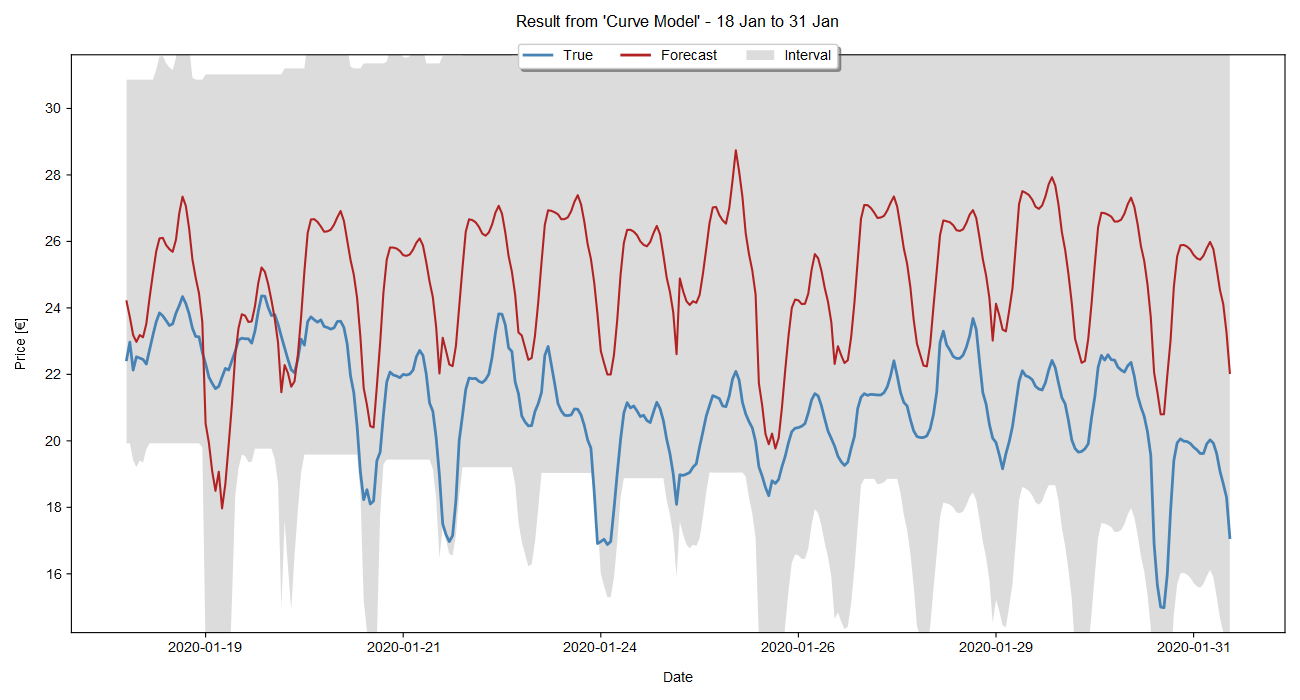 Result from 'Curve Model' - 18 Jan to 31 Jan
True Forecast Interval
30
28
26
24
22
20
18
16
Price [€]
2020-01-19 2020-01-21 2020-01-24 2020-01-26 2020-01-29 2020-01-31
Date